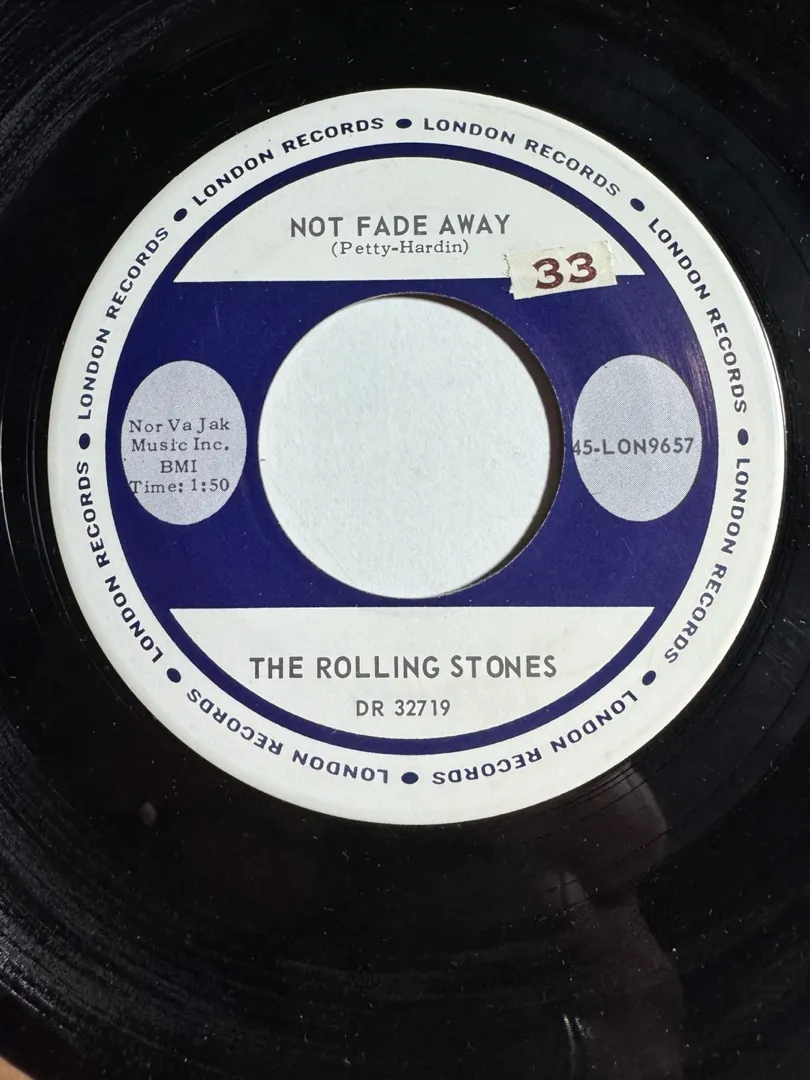 LONDON RECORDS • LONDON RECORDS • LONDON RECORDS • LONDON RECORDS • LONDON RECORDS • LONDON RECORDS • LONDON RECORDS • LONDON RECORDS •
NOT FADE AWAY
(Petty-Hardin)
33
Nor Va Jak
Music Inc.
BMI
Time: 1:50
45-LON9657
THE ROLLING STONES
DR 32719